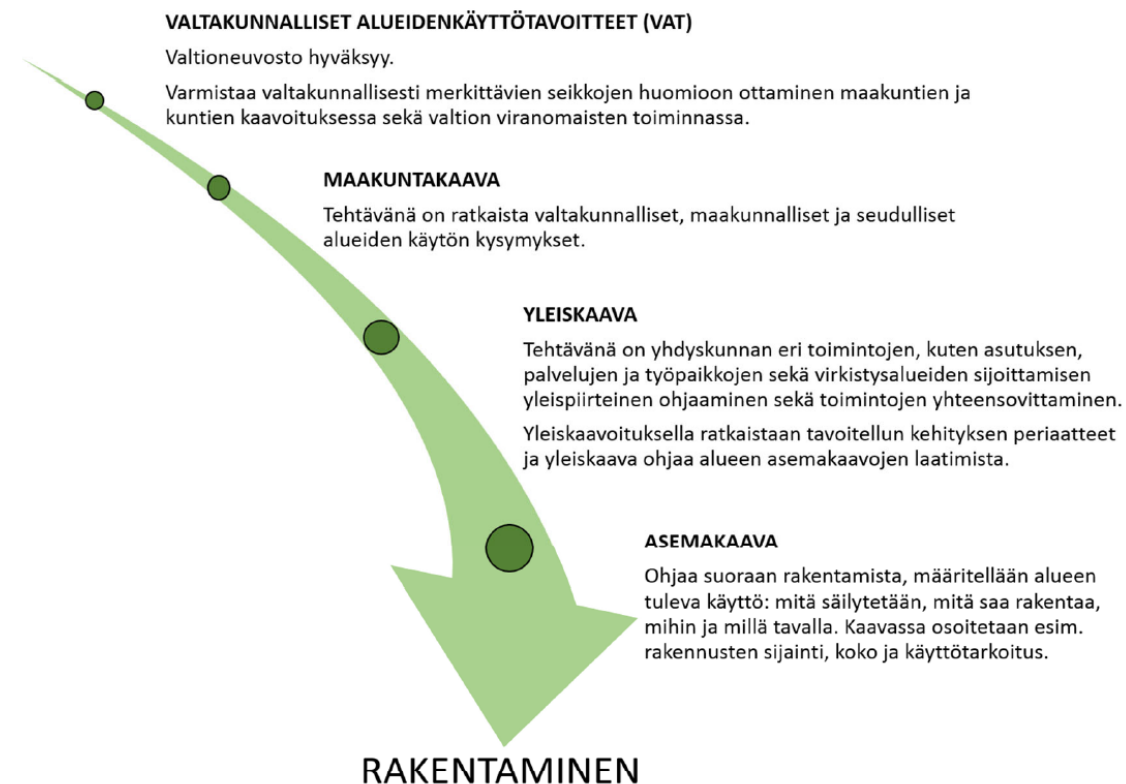 VALTAKUNNALLISET ALUEIDENKÄYTTÖTAVOITTEET (VAT)
Valtioneuvosto hyväksyy.
Varmistaa valtakunnallisesti merkittävien seikkojen huomioon ottaminen maakuntien ja
kuntien kaavoituksessa sekä valtion viranomaisten toiminnassa.
MAAKUNTAKAAVA
Tehtävänä on ratkaista valtakunnalliset, maakunnalliset ja seudulliset
alueiden käytön kysymykset.
YLEISKAAVA
Tehtävänä on yhdyskunnan eri toimintojen, kuten asutuksen,
palvelujen ja työpaikkojen sekä virkistysalueiden sijoittamisen
yleispiirteinen ohjaaminen sekä toimintojen yhteensovittaminen.
Yleiskaavoituksella ratkaistaan tavoitellun kehityksen periaatteet
ja yleiskaava ohjaa alueen asemakaavojen laatimista.
ASEMAKAAVA
Ohjaa suoraan rakentamista, määritellään alueen
tuleva käyttö: mitä säilytetään, mitä saa rakentaa,
mihin ja millä tavalla. Kaavassa osoitetaan esim.
rakennusten sijainti, koko ja käyttötarkoitus.
RAKENTAMINEN